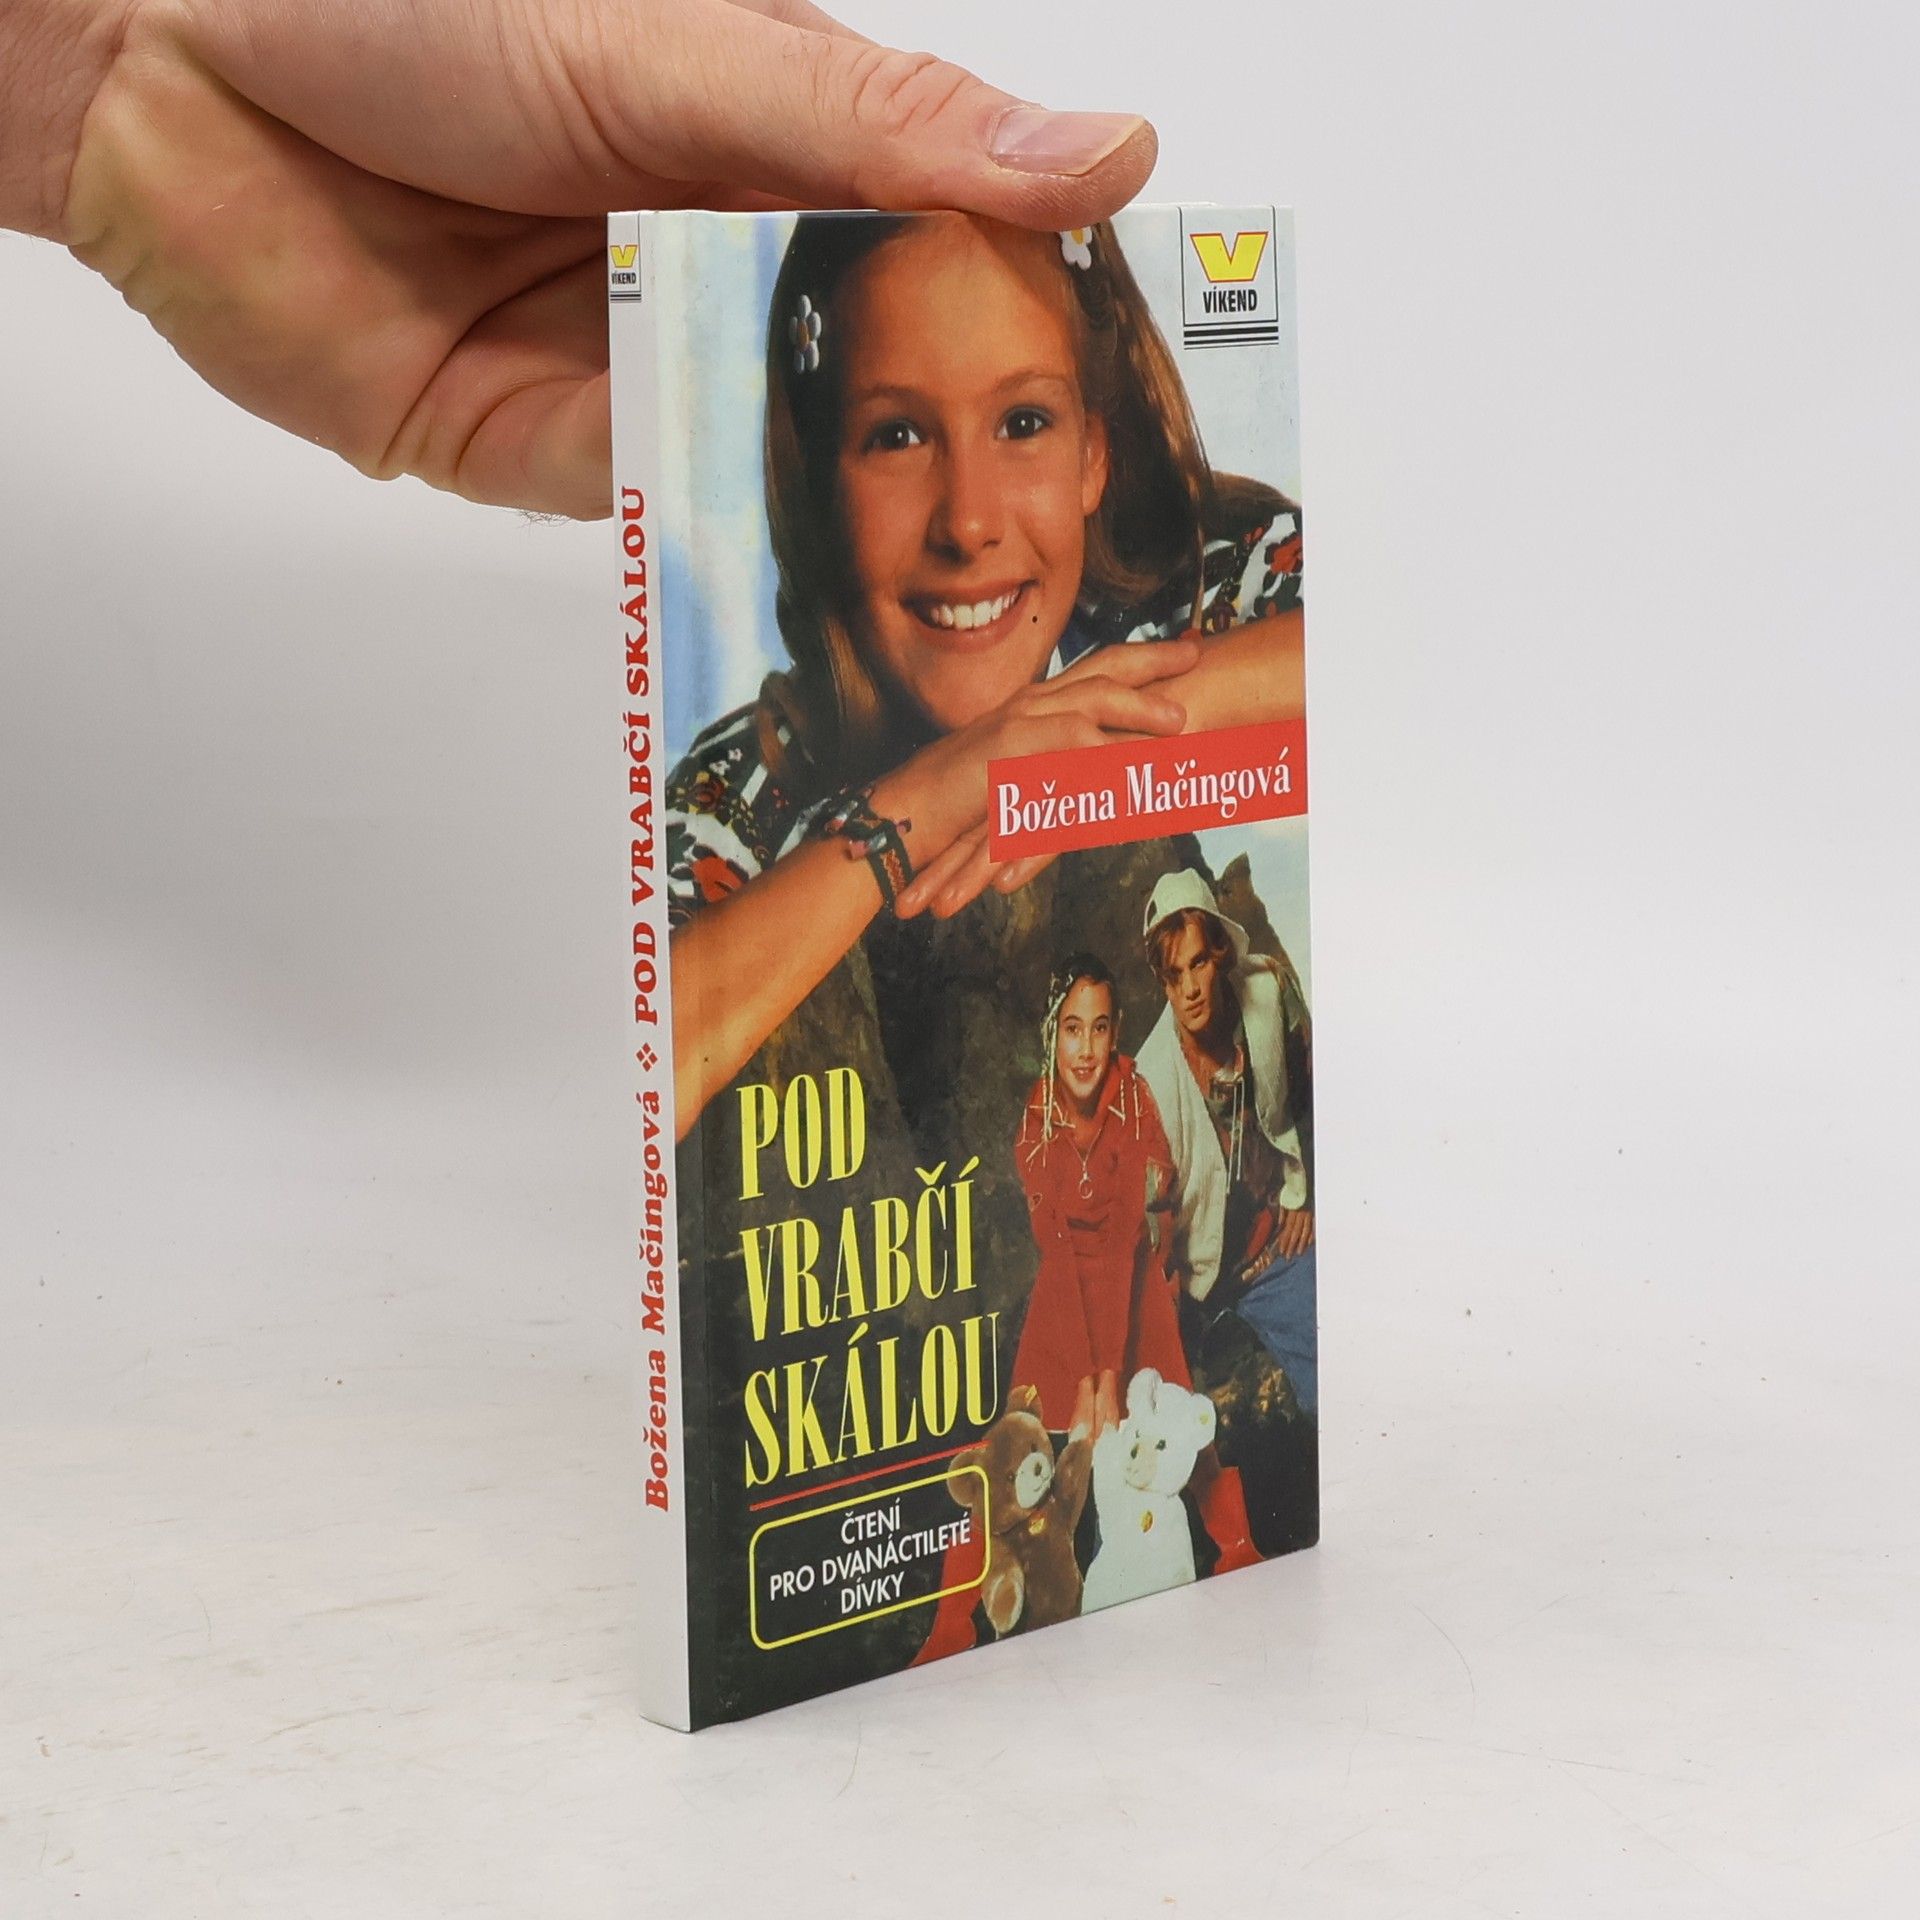 VÍKEND
Božena Mačingová ❖ POD VRABČÍ SKÁLOU
VÍKEND
Božena Mačingová
POD
VRABČÍ
SKÁLOU
ČTENÍ
PRO DVANÁCTILETÉ
DÍVKY